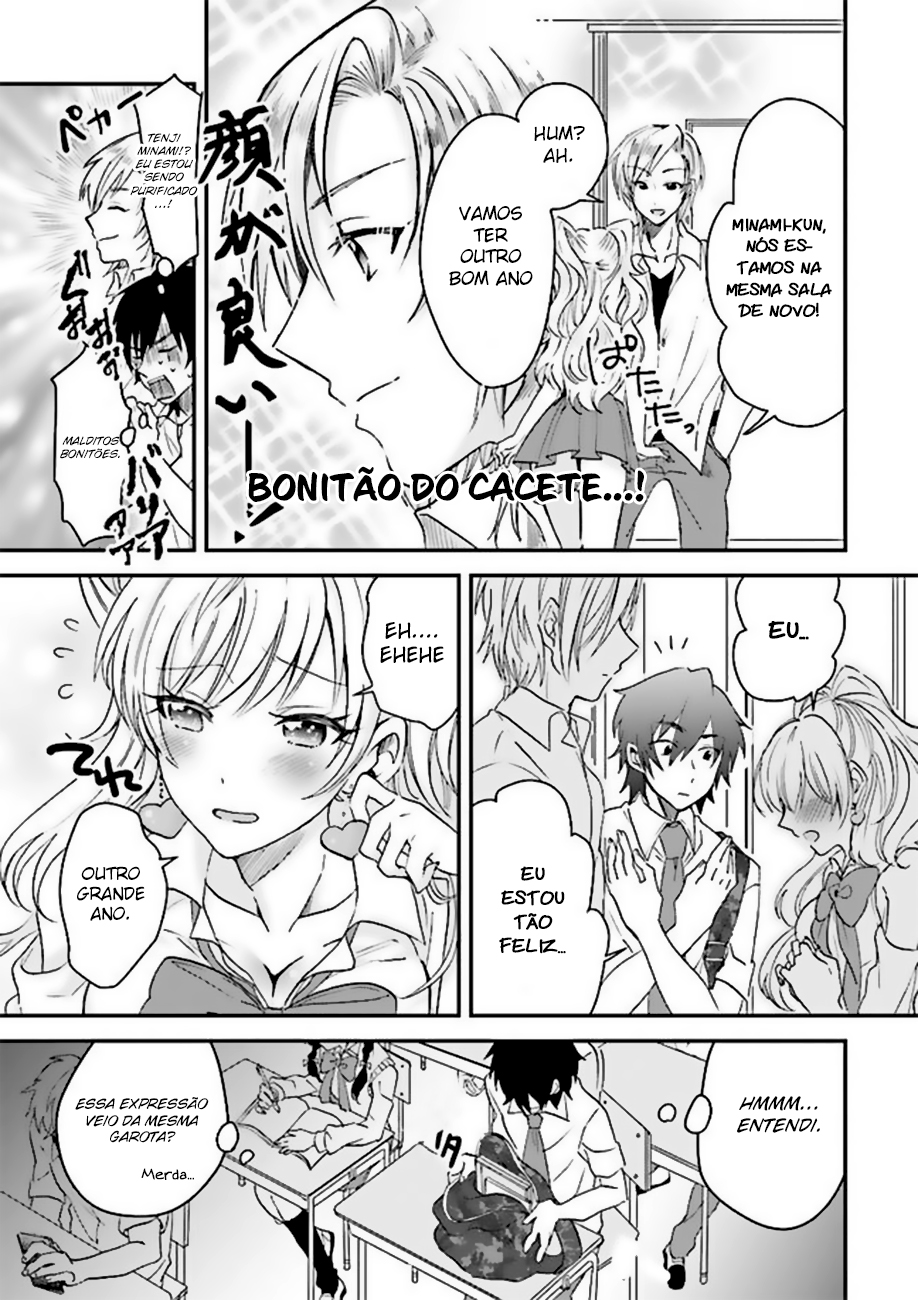 MINAMI-KUN,
NÓS ES-
TAMOS NA
MESMA SALA
DE NOVO!
HUM?
AH.
VAMOS
TER
OUTRO
BOM ANO
ぱたたっ
顔が良いー
BONITÃO DO CACETE...!
ペカー
TENJI
MINAMI!?
EU ESTOU
SENDO
PURIFICADO
...!
MALDITOS
BONITÕES.
EU...
EU
ESTOU
TÃO
FELIZ...
EH....
EHEHE
てれ
OUTRO
GRANDE
ANO.
HMMM...
ENTENDI.
ESSA EXPRESSÃO
VEIO DA MESMA
GAROTA?
Merda...